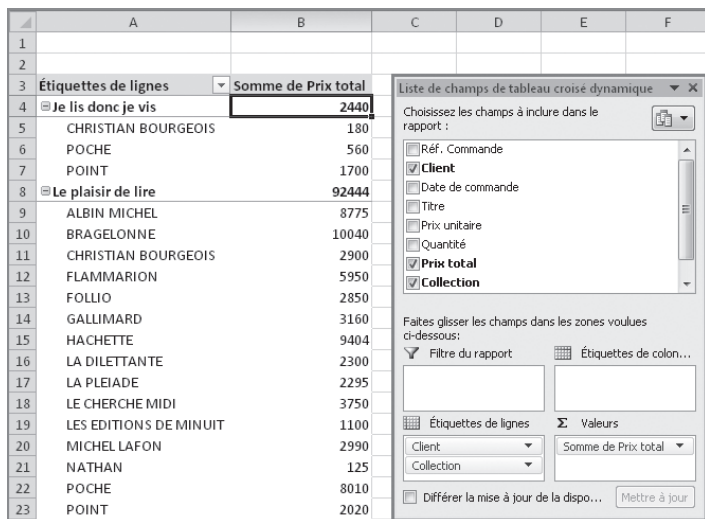 A B C D E F
1
2
3 Étiquettes de lignes Somme de Prix total
4 Je lis donc je vis 2440
5 CHRISTIAN BOURGEOIS 180
6 POCHE 560
7 POINT 1700
8 Le plaisir de lire 92444
9 ALBIN MICHEL 8775
10 BRAGELONNE 10040
11 CHRISTIAN BOURGEOIS 2900
12 FLAMMARION 5950
13 FOLLIO 2850
14 GALLIMARD 3160
15 HACHETTE 9404
16 LA DILETTANTE 2300
17 LA PLEIADE 2295
18 LE CHERCHE MIDI 3750
19 LES EDITIONS DE MINUIT 1100
20 MICHEL LAFON 2990
21 NATHAN 125
22 POCHE 8010
23 POINT 2020
Liste de champs de tableau croisé dynamique
Choisissez les champs à inclure dans le
rapport :
Réf. Commande
Client
Date de commande
Titre
Prix unitaire
Quantité
Prix total
Collection
Faites glisser les champs dans les zones voulues
ci-dessous:
Filtre du rapport Étiquettes de colon...
Étiquettes de lignes Σ Valeurs
Client Somme de Prix total
Collection
Différer la mise à jour de la dispo... Mettre à jour